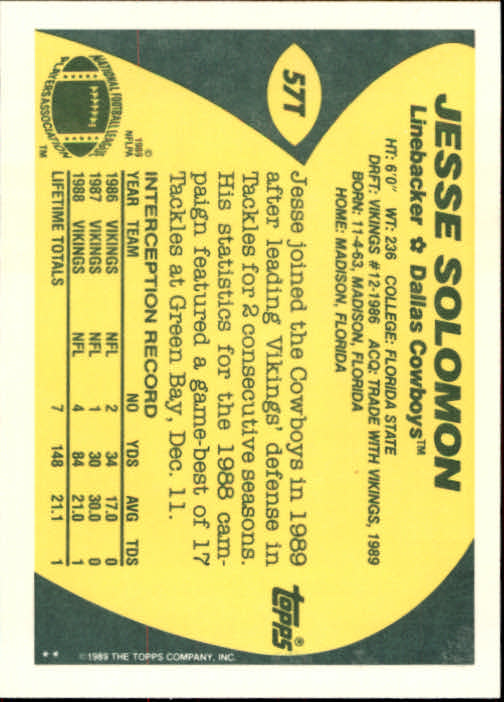 57T
JESSE SOLOMON
Linebacker ✩ Dallas Cowboys™
HT: 6'0" WT: 236 COLLEGE: FLORIDA STATE
DRFT: VIKINGS #12-1986 ACQ: TRADE WITH VIKINGS, 1989
BORN: 11-4-63, MADISON, FLORIDA
HOME: MADISON, FLORIDA
Jesse joined the Cowboys in 1989
after leading Vikings' defense in
Tackles for 2 consecutive seasons.
His statistics for the 1988 cam-
paign featured a game-best of 17
Tackles at Green Bay, Dec. 11.
topps®
NATIONAL FOOTBALL LEAGUE
PLAYERS ASSOCIATION
™
© 1989 NFLPA
INTERCEPTION RECORD
YEAR TEAM NO YDS AVG TDS
1986 VIKINGS NFL 2 34 17.0 0
1987 VIKINGS NFL 1 30 30.0 0
1988 VIKINGS NFL 4 84 21.0 1
LIFETIME TOTALS 7 148 21.1 1
** ©1989 THE TOPPS COMPANY, INC.